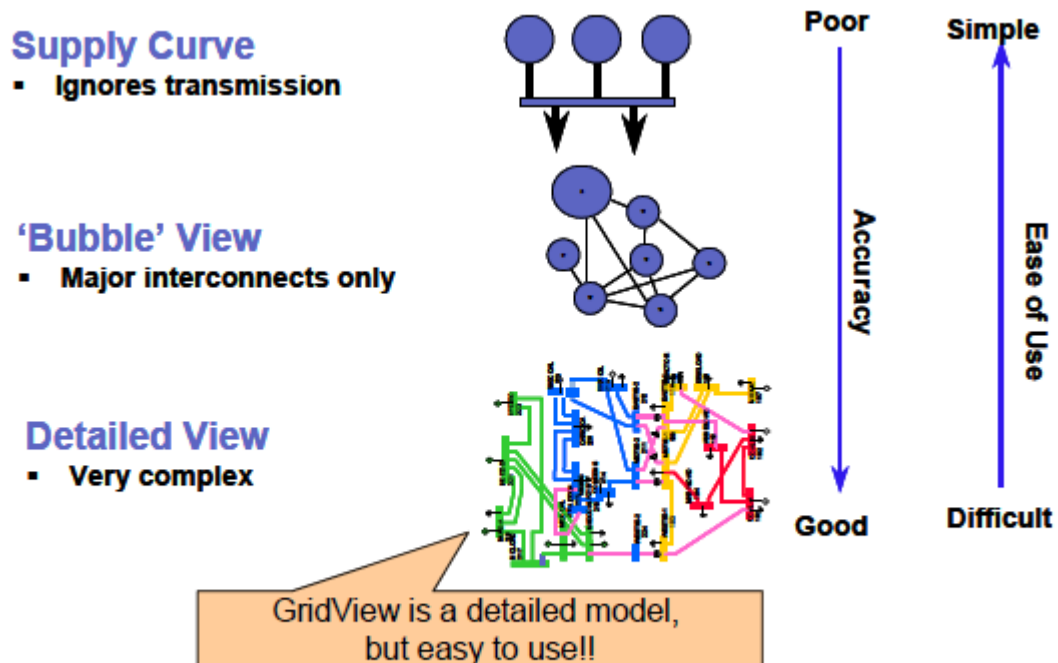 Supply Curve
▪ Ignores transmission
'Bubble' View
▪ Major interconnects only
Detailed View
▪ Very complex
Poor
Accuracy
Good
Simple
Ease of Use
Difficult
GridView is a detailed model,
but easy to use!!